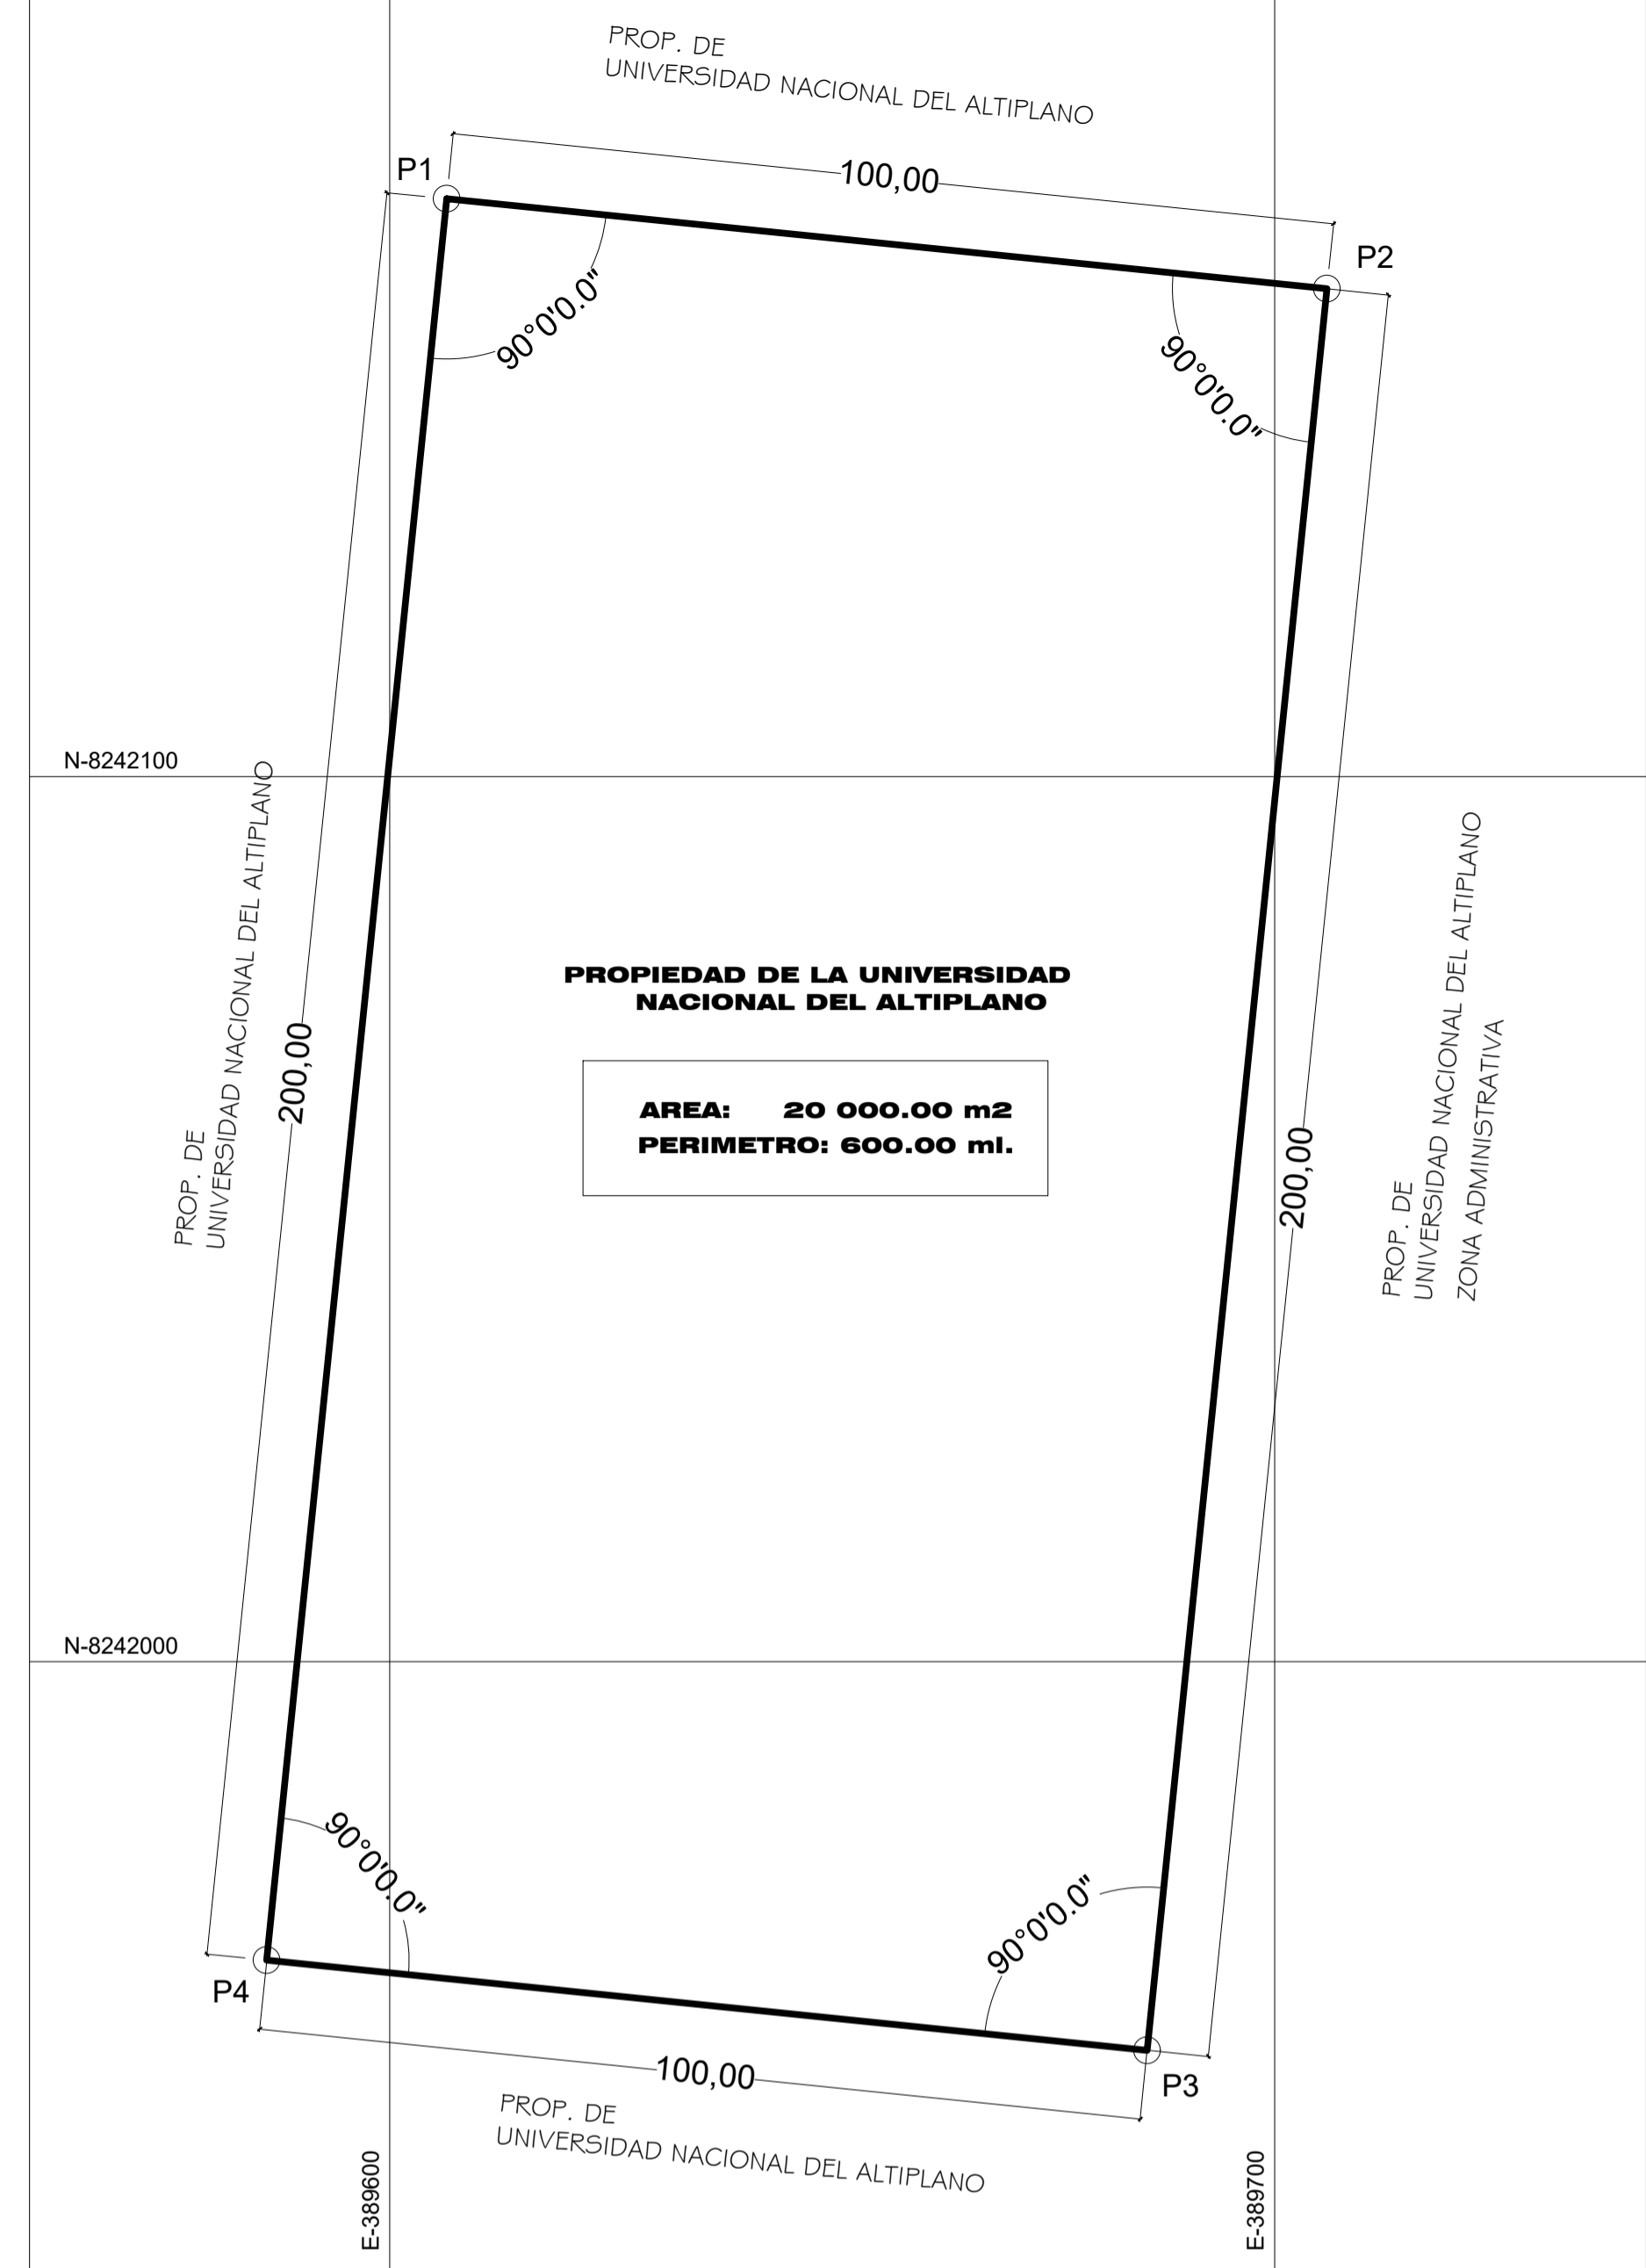 PROP. DE
UNIVERSIDAD NACIONAL DEL ALTIPLANO
P1
100,00
P2
90°0'0.0"
90°0'0.0"
N-8242100
PROP. DE
UNIVERSIDAD NACIONAL DEL ALTIPLANO
200,00
PROPIEDAD DE LA UNIVERSIDAD
NACIONAL DEL ALTIPLANO
AREA: 20 000.00 m2
PERIMETRO: 600.00 ml.
200,00
PROP. DE
UNIVERSIDAD NACIONAL DEL ALTIPLANO
ZONA ADMINISTRATIVA
N-8242000
90°0'0.0"
90°0'0.0"
P4
100,00
P3
PROP. DE
UNIVERSIDAD NACIONAL DEL ALTIPLANO
E-389600
E-389700